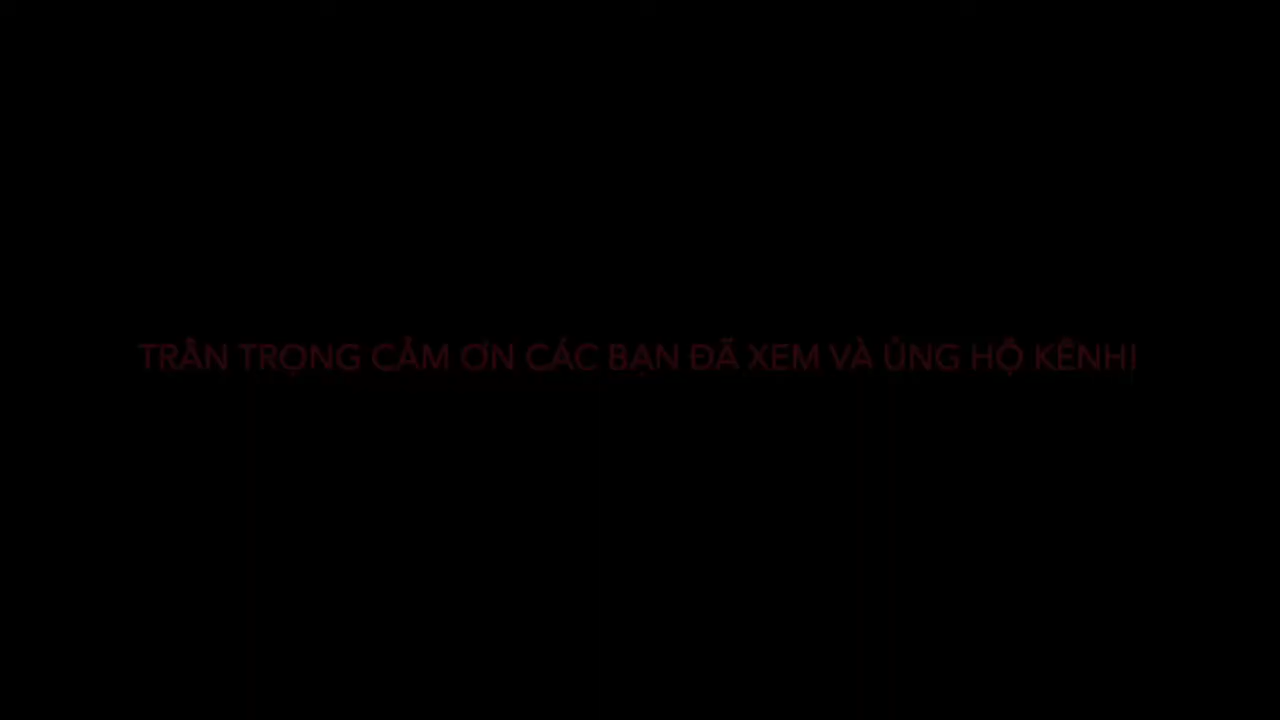 TRÂN TRỌNG CẢM ƠN CÁC BẠN ĐÃ XEM VÀ ỦNG HỘ KÊNH!